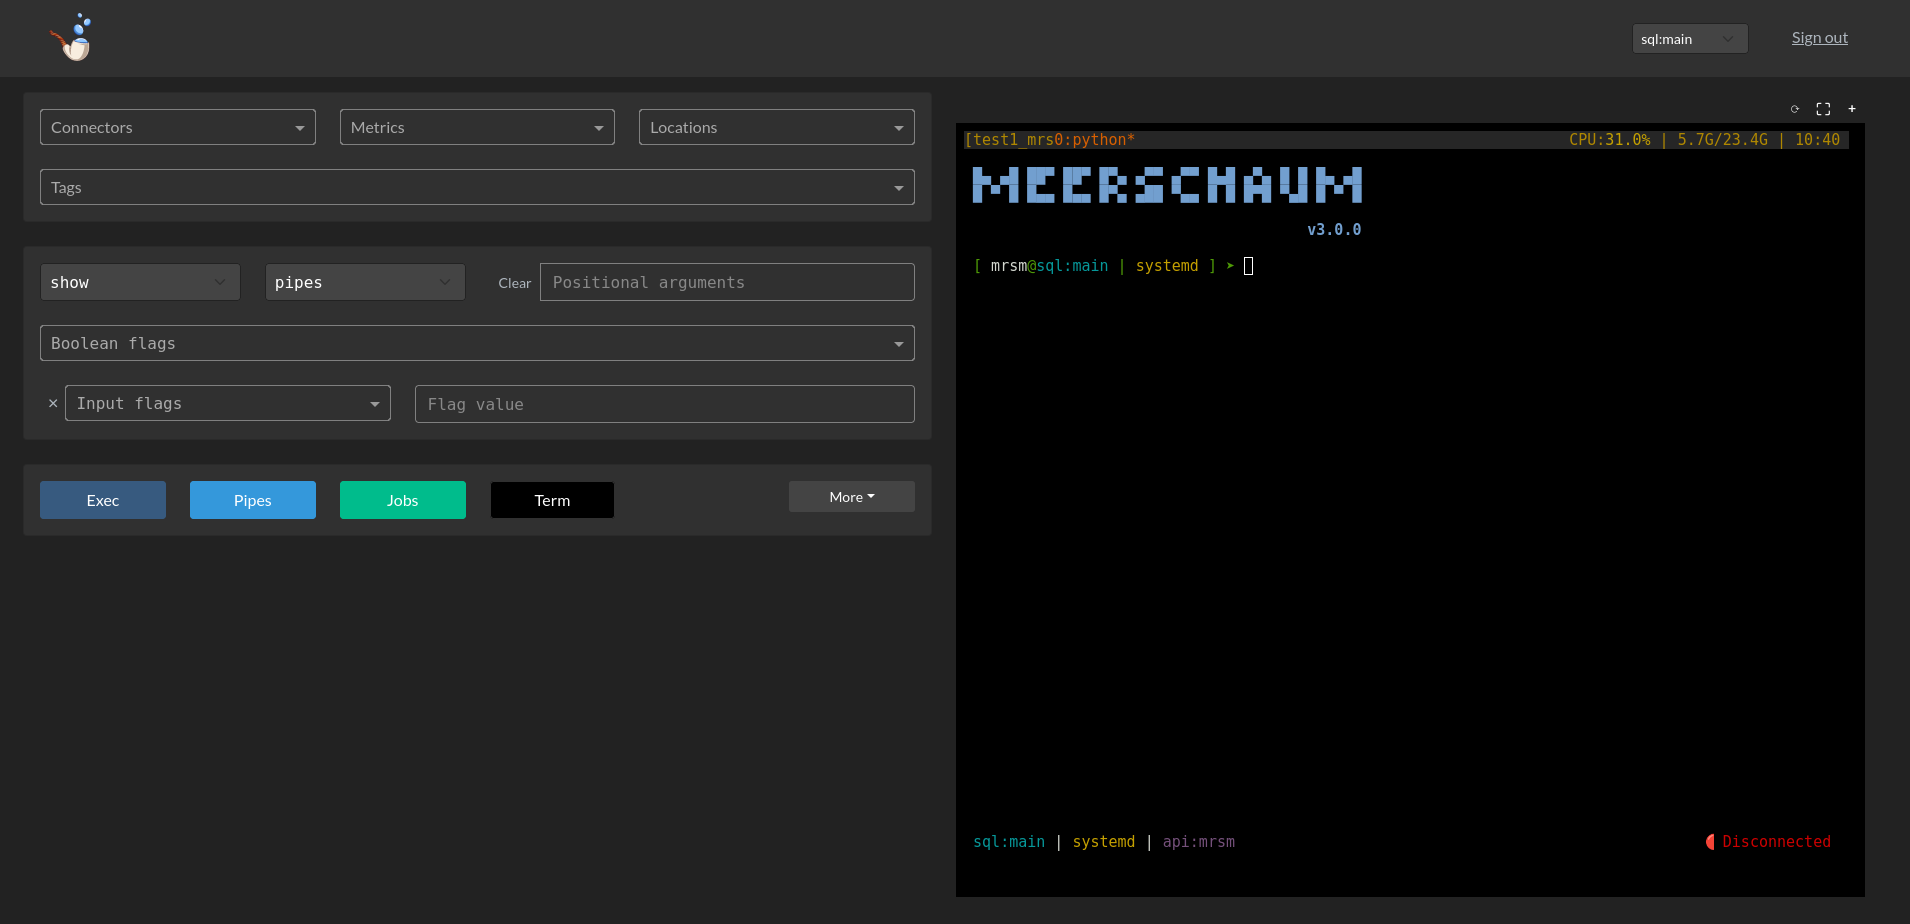 sql:main
Sign out
Connectors
Metrics
Locations
Tags
show
pipes
Clear
Positional arguments
Boolean flags
× Input flags
Flag value
Exec
Pipes
Jobs
Term
More
[test1_mrs0:python* CPU:31.0% | 5.7G/23.4G | 10:40
MEERSCHAUM
v3.0.0
[ mrsm@sql:main | systemd ] ➤
sql:main | systemd | api:mrsm Disconnected